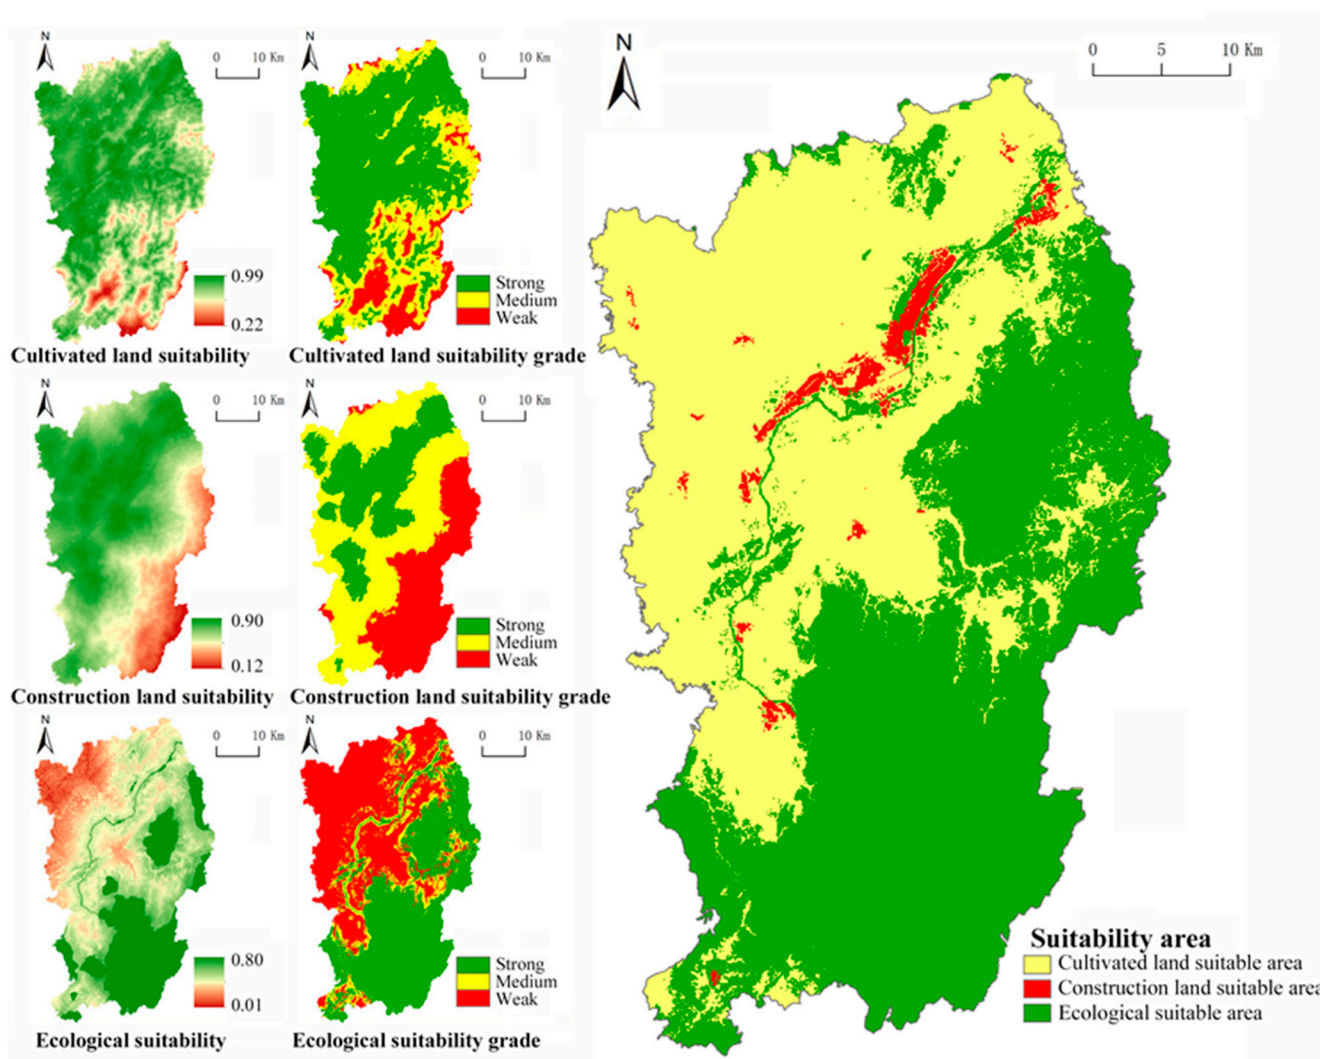 N
0 10 Km
0.99
0.22
Cultivated land suitability
N
0 10 Km
Strong
Medium
Weak
Cultivated land suitability grade
N
0 10 Km
0.90
0.12
Construction land suitability
N
0 10 Km
Strong
Medium
Weak
Construction land suitability grade
N
0 10 Km
0.80
0.01
Ecological suitability
N
0 10 Km
Strong
Medium
Weak
Ecological suitability grade
N
0 5 10 Km
Suitability area
Cultivated land suitable area
Construction land suitable area
Ecological suitable area